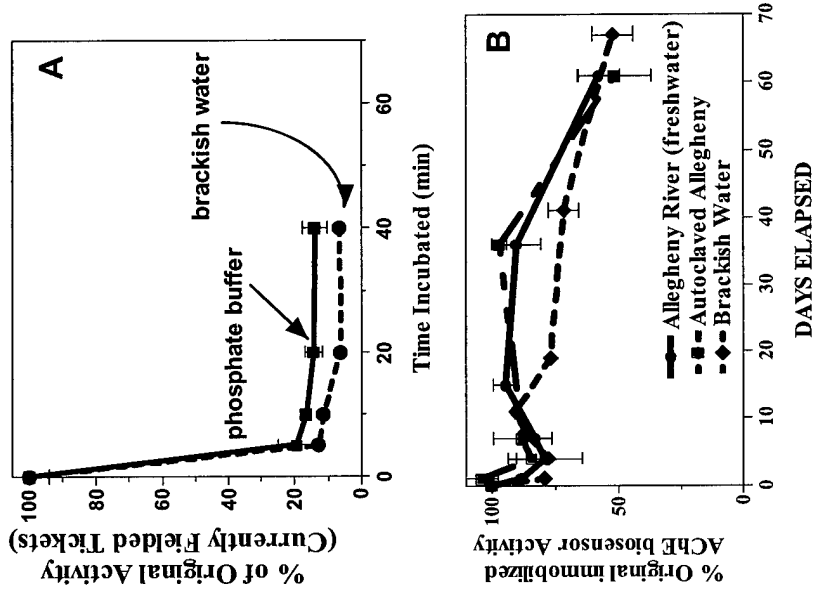 A
% of Original Activity
(Currently Fielded Tickets)
100
80
60
40
20
0
phosphate buffer
brackish water
0
20
40
60
Time Incubated (min)
B
% Original immobilized
AChE biosensor Activity
100
50
0
Allegheny River (freshwater)
Autoclaved Allegheny
Brackish Water
0
10
20
30
40
50
60
70
DAYS ELAPSED